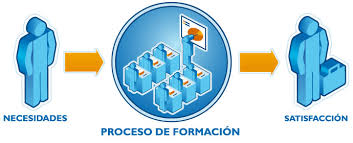 NECESIDADES
PROCESO DE FORMACIÓN
SATISFACCIÓN